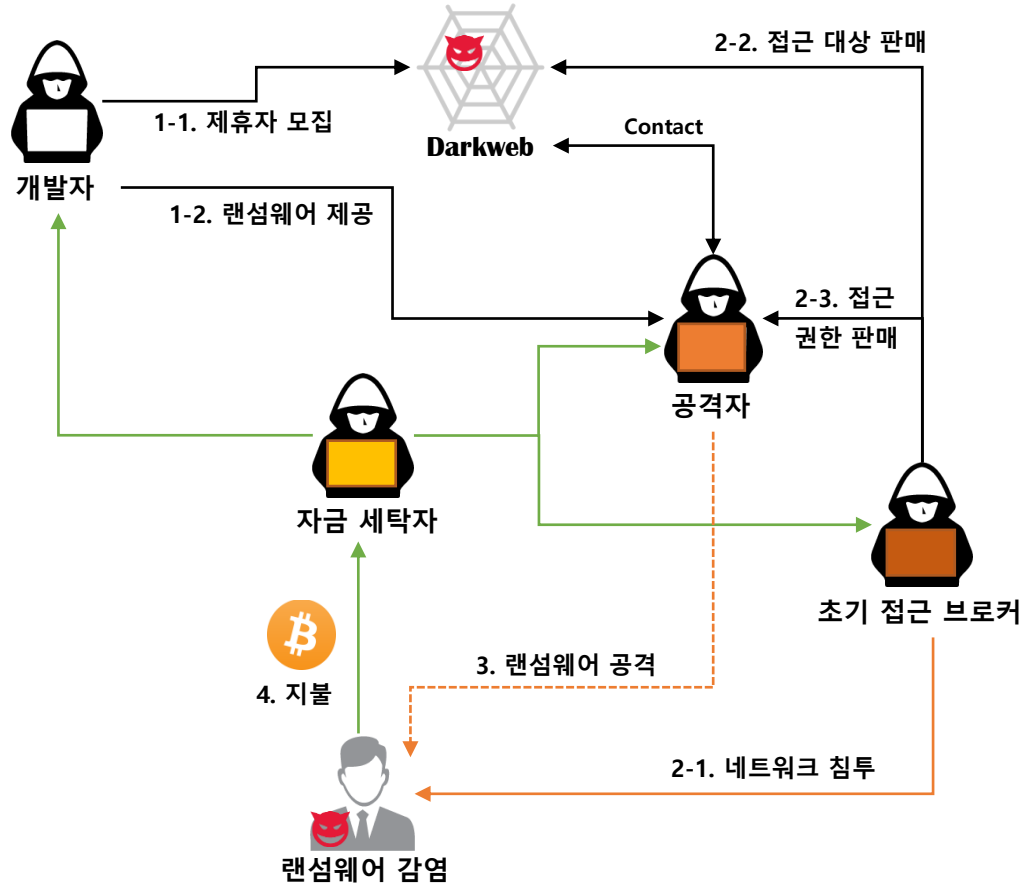 2-2. 접근 대상 판매
1-1. 제휴자 모집
Contact
Darkweb
개발자
1-2. 랜섬웨어 제공
2-3. 접근
권한 판매
공격자
자금 세탁자
초기 접근 브로커
3. 랜섬웨어 공격
4. 지불
2-1. 네트워크 침투
랜섬웨어 감염